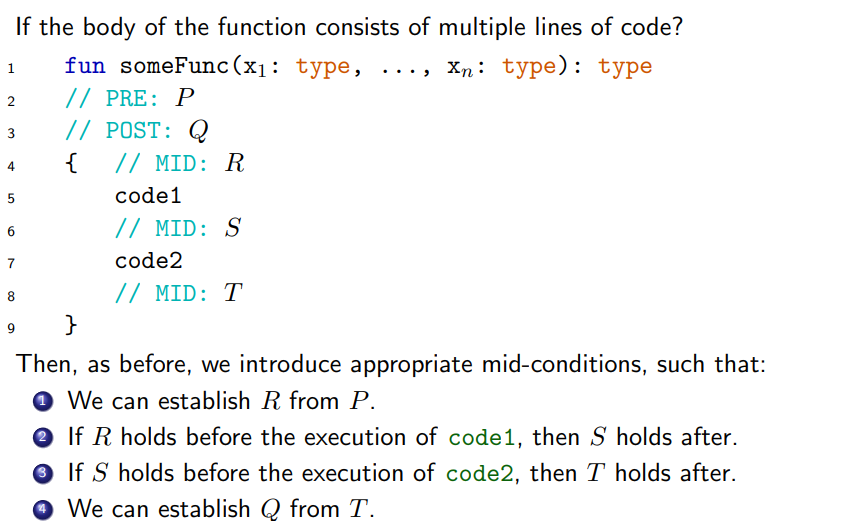 If the body of the function consists of multiple lines of code?
1 fun someFunc(x₁: type, ..., xₙ: type): type
2 // PRE: P
3 // POST: Q
4 { // MID: R
5 code1
6 // MID: S
7 code2
8 // MID: T
9 }
Then, as before, we introduce appropriate mid-conditions, such that:
1 We can establish R from P.
2 If R holds before the execution of code1, then S holds after.
3 If S holds before the execution of code2, then T holds after.
4 We can establish Q from T.